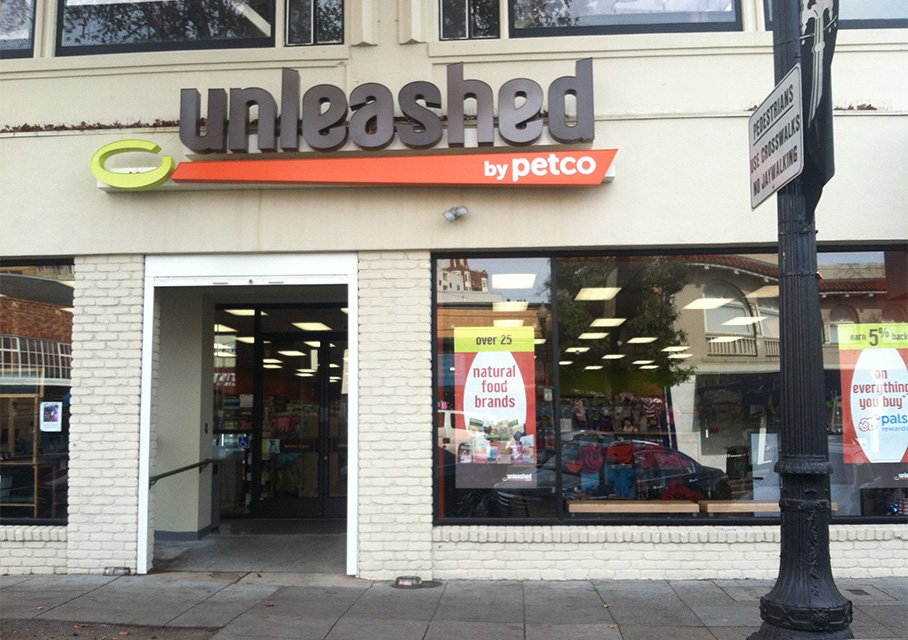 unleashed
by petco
PEDESTRIANS
USE CROSSWALKS
NO JAYWALKING
over 25
natural
food
brands
unleashed
earn 5% back
on
everything
you buy*
pals
rewards